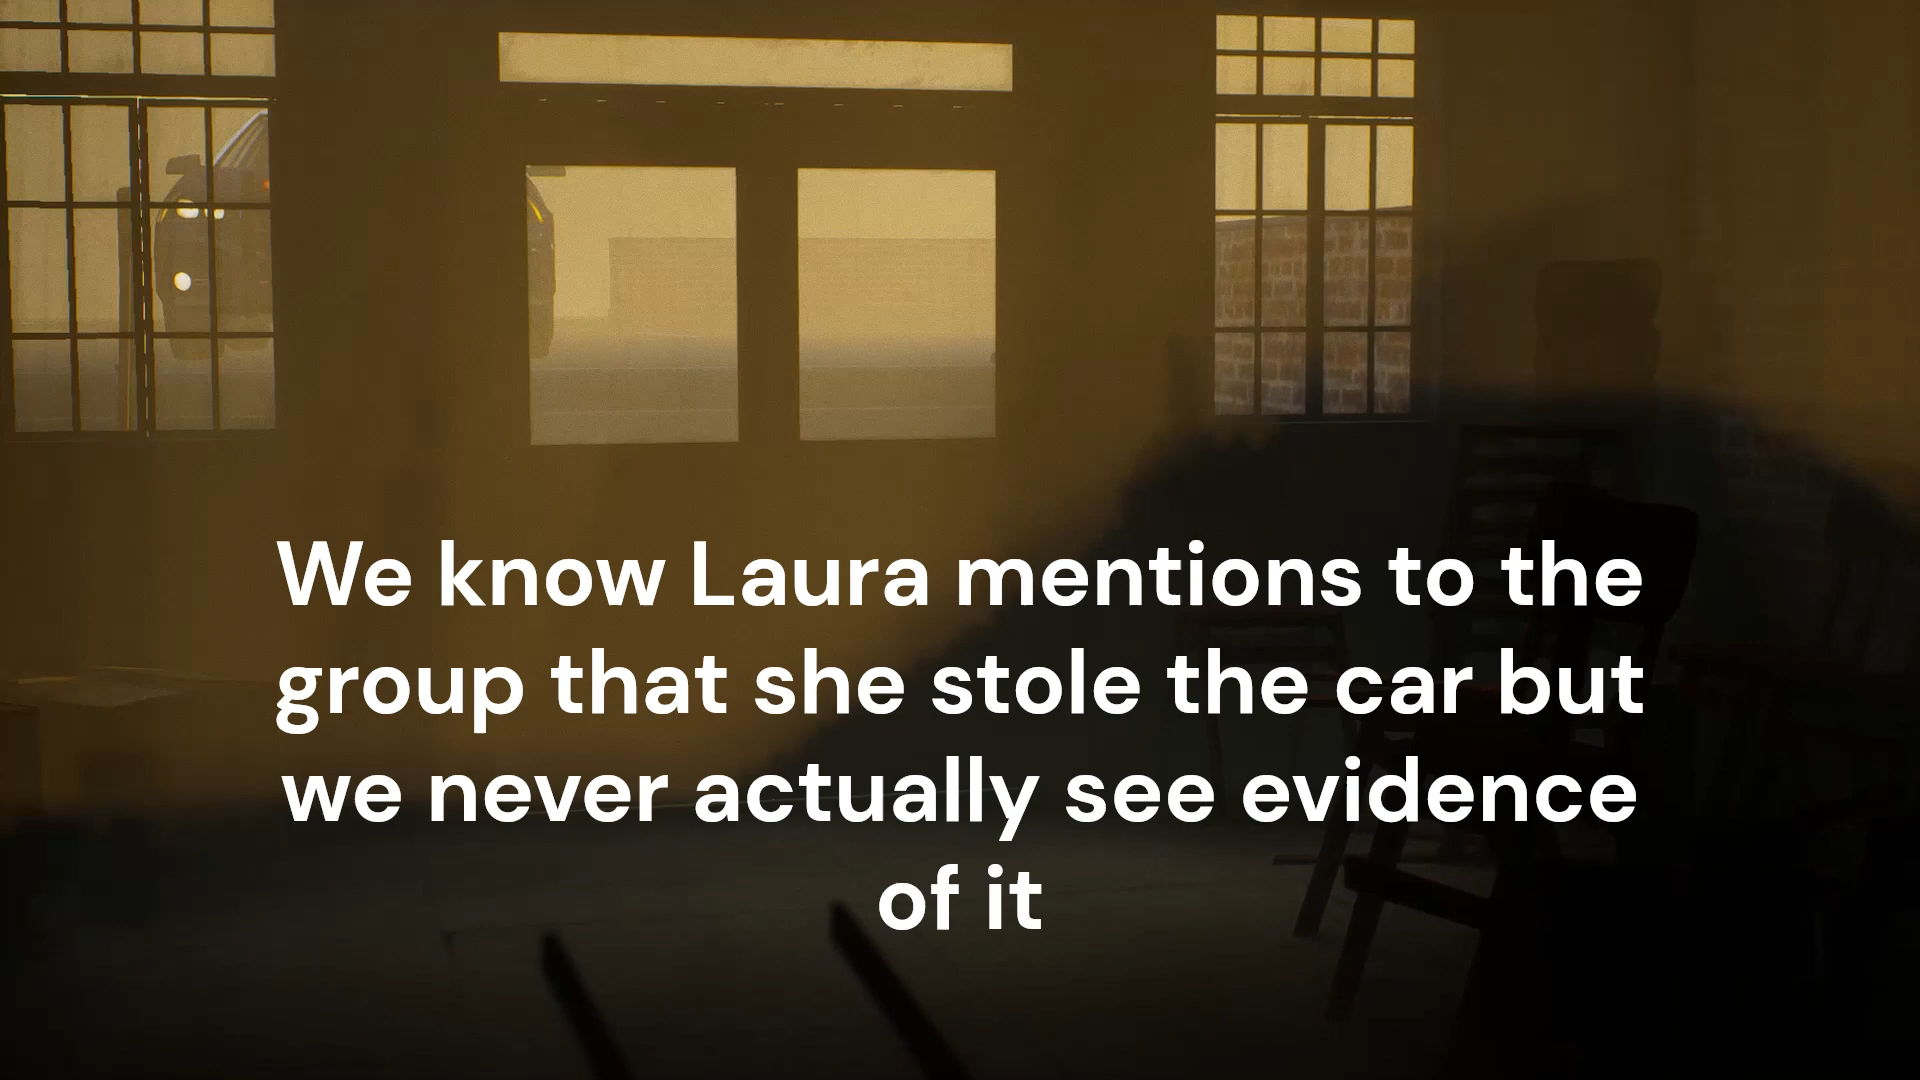 We know Laura mentions to the
group that she stole the car but
we never actually see evidence
of it